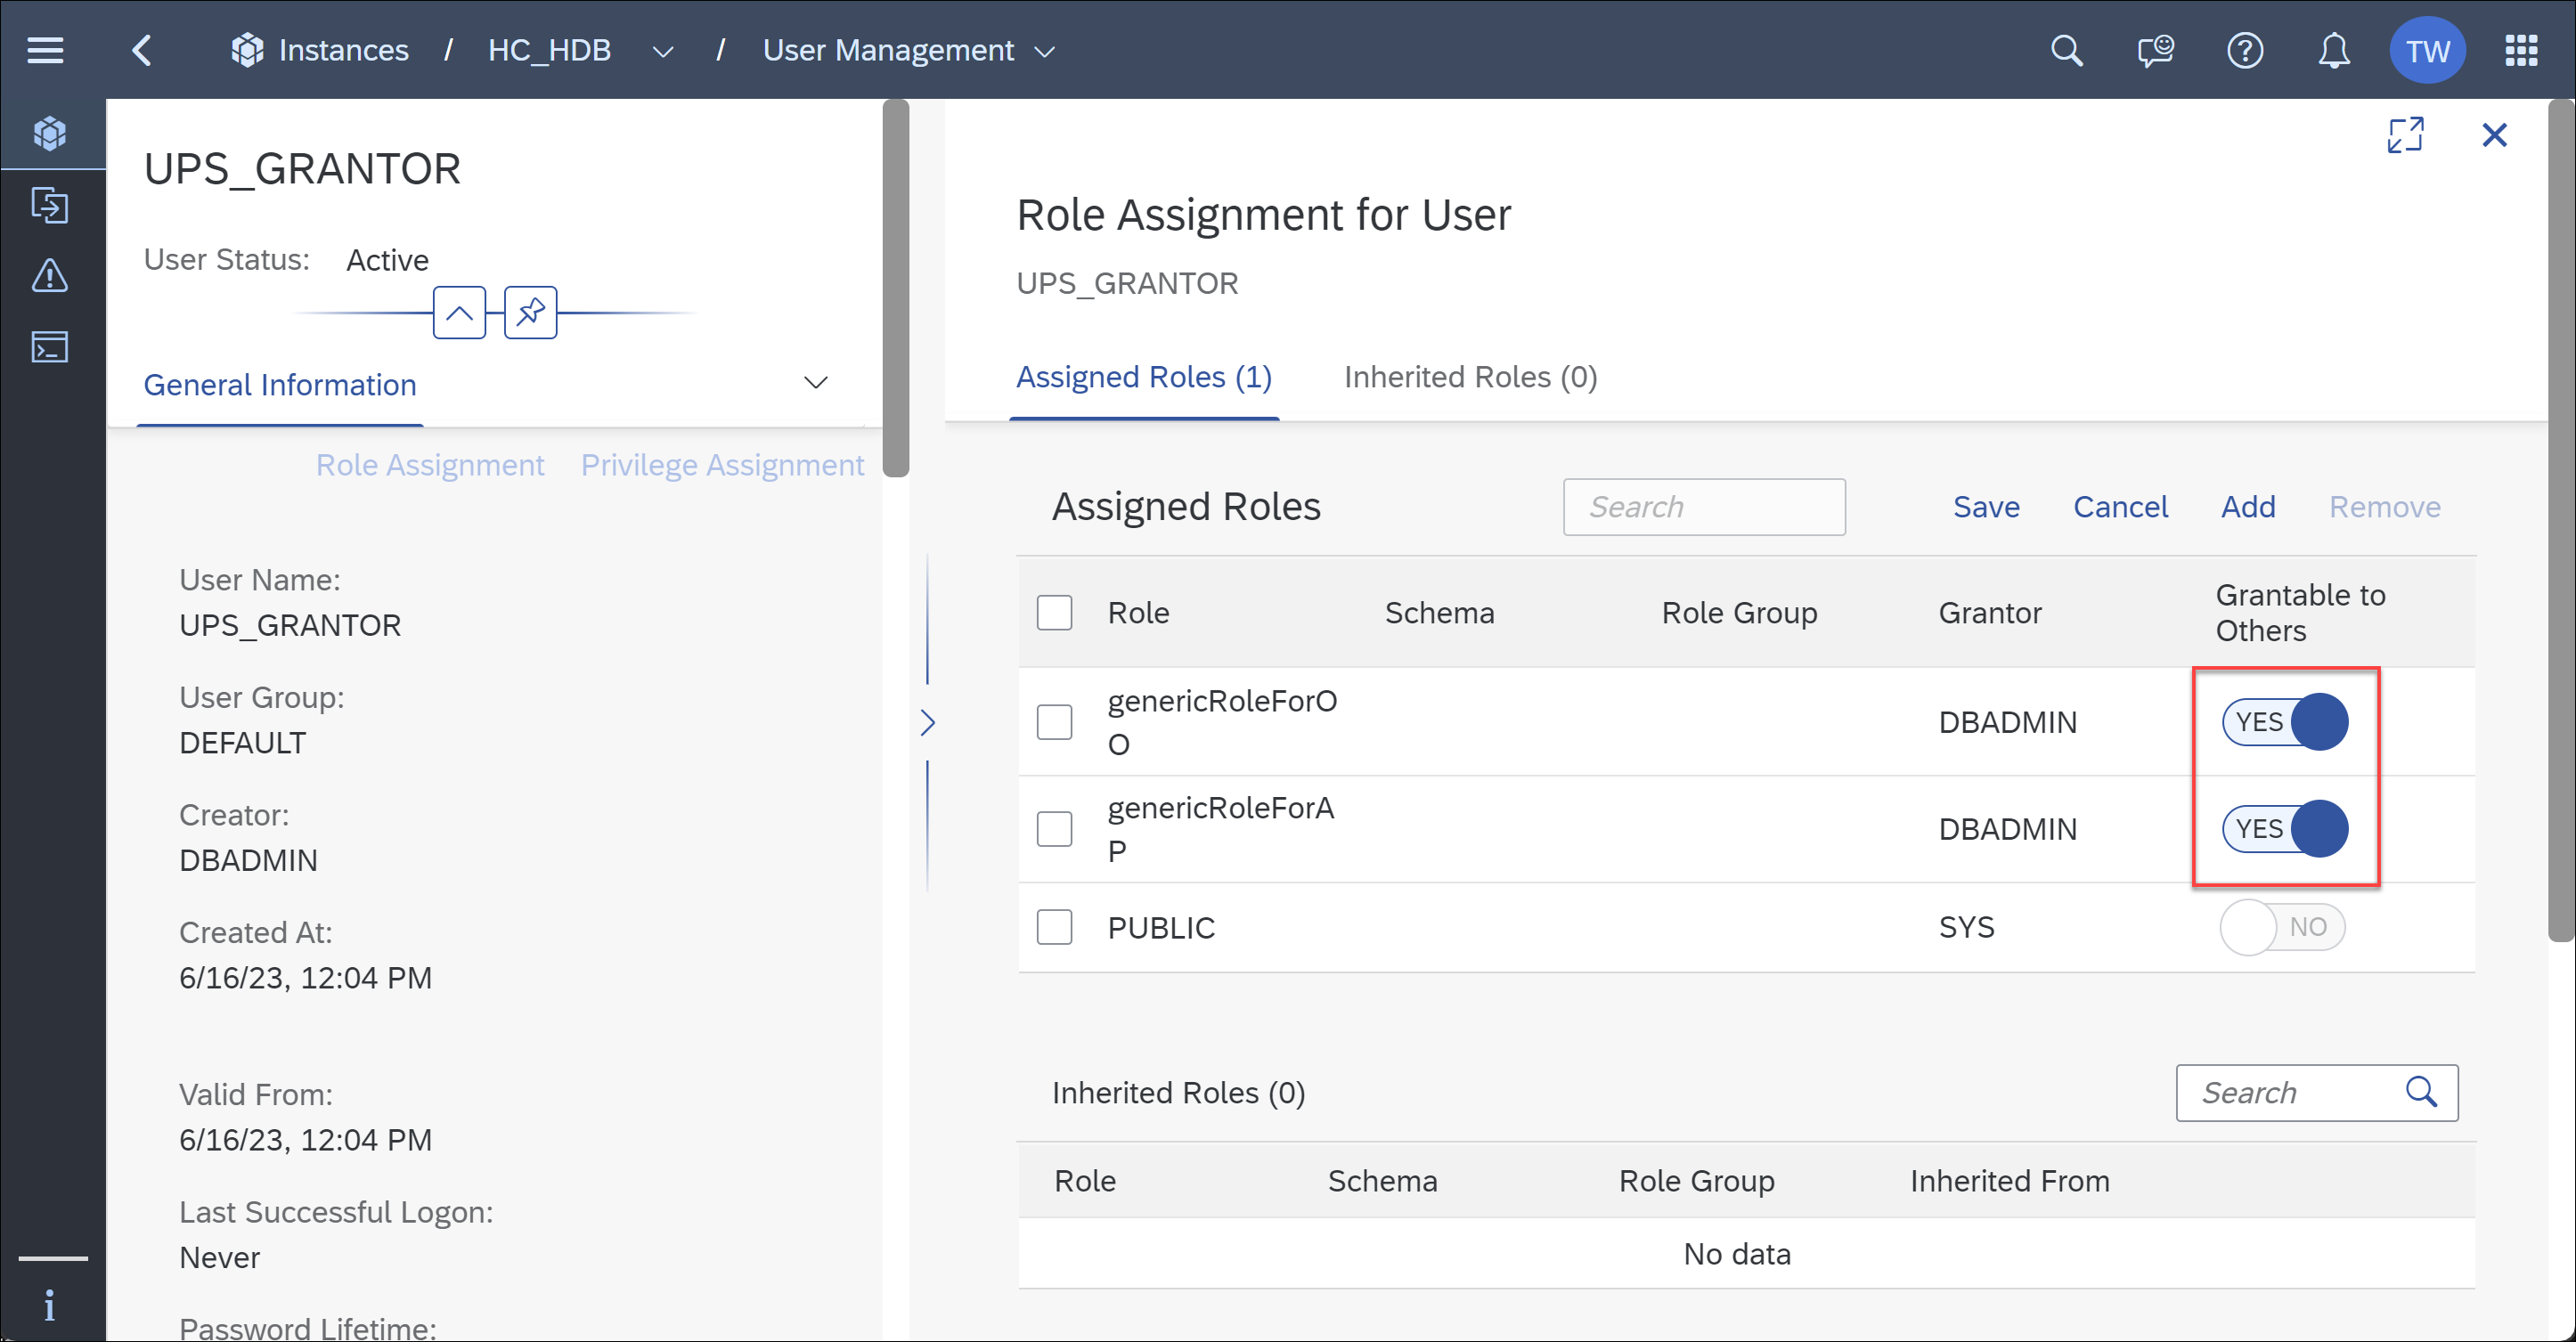 Instances / HC_HDB / User Management
TW
UPS_GRANTOR
User Status: Active
General Information
Role Assignment Privilege Assignment
User Name:
UPS_GRANTOR
User Group:
DEFAULT
Creator:
DBADMIN
Created At:
6/16/23, 12:04 PM
Valid From:
6/16/23, 12:04 PM
Last Successful Logon:
Never
Password Lifetime:
Role Assignment for User
UPS_GRANTOR
Assigned Roles (1) Inherited Roles (0)
Assigned Roles Search Save Cancel Add Remove
Role Schema Role Group Grantor Grantable to
Others
genericRoleForO
O DBADMIN YES
genericRoleForA
P DBADMIN YES
PUBLIC SYS NO
Inherited Roles (0) Search
Role Schema Role Group Inherited From
No data